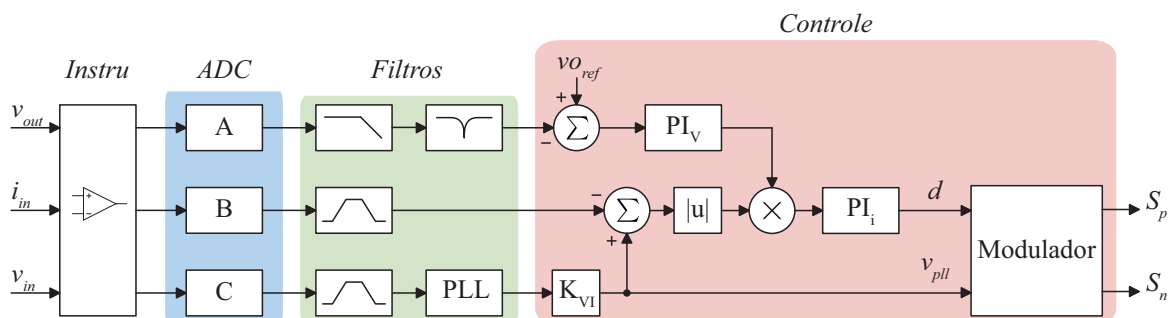 Controle
Instru ADC Filtros
vo_ref
v_out A + − Σ PI_V
i_in + − B − + Σ |u| × PI_i d Modulador S_p
v_in C PLL K_VI v_pll S_n